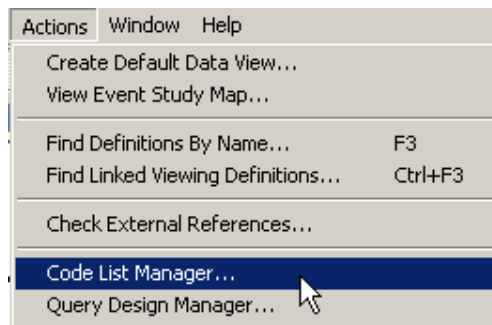 Actions Window Help
Create Default Data View...
View Event Study Map...
Find Definitions By Name... F3
Find Linked Viewing Definitions... Ctrl+F3
Check External References...
Code List Manager...
Query Design Manager...